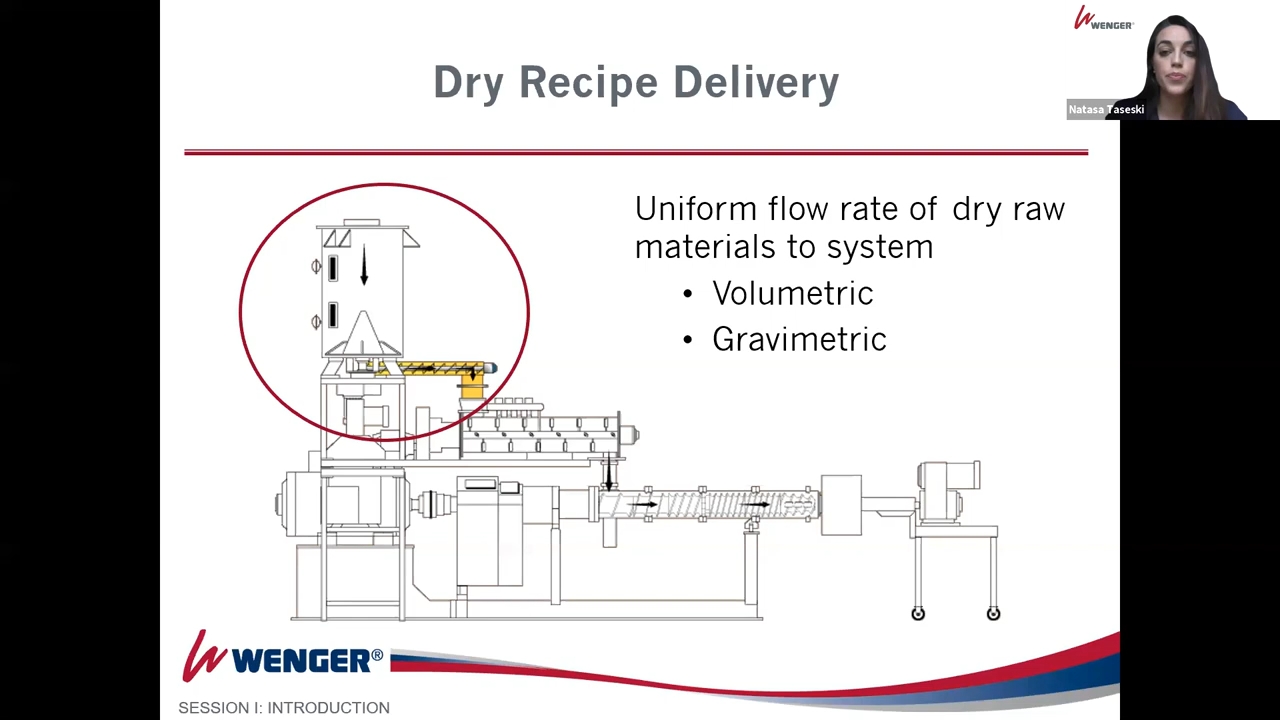 WENGER
Dry Recipe Delivery
Natasa Taseski
Uniform flow rate of dry raw
materials to system
• Volumetric
• Gravimetric
WENGER®
SESSION I: INTRODUCTION